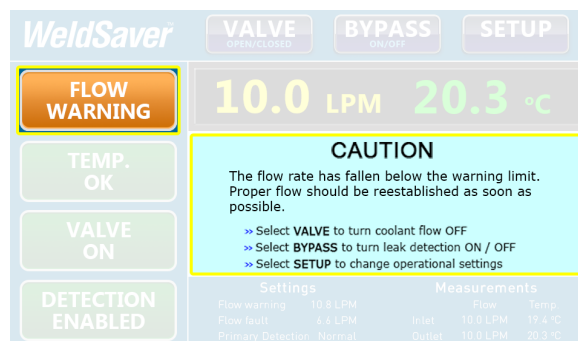 WeldSaver
VALVE BYPASS SETUP
OPEN/CLOSED ON/OFF
FLOW
WARNING
10.0 LPM 20.3 ºC
CAUTION
The flow rate has fallen below the warning limit.
Proper flow should be reestablished as soon as
possible.
TEMP.
OK
» Select VALVE to turn coolant flow OFF
» Select BYPASS to turn leak detection ON / OFF
» Select SETUP to change operational settings
VALVE
ON
DETECTION
ENABLED
Settings Measurements
Flow Temp.
Flow warning 10.8 LPM
Flow fault 6.6 LPM
Inlet 10.0 LPM 19.4 ºC
Primary Detection Normal
Outlet 10.0 LPM 20.3 ºC